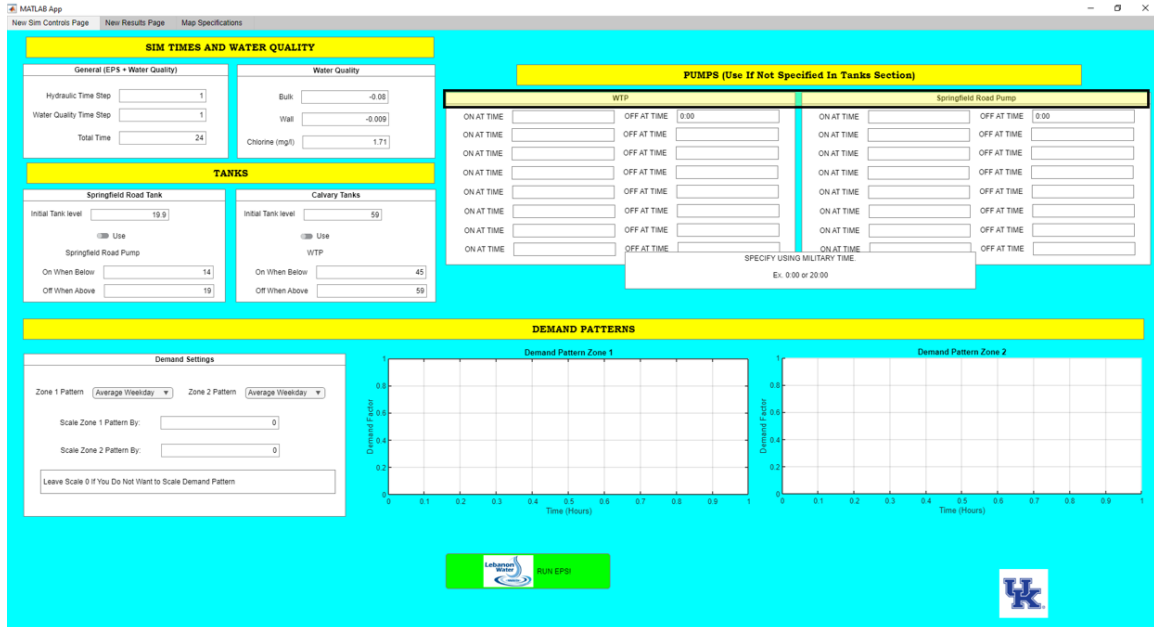 MATLAB App
New Sim Controls Page New Results Page Map Specifications
SIM TIMES AND WATER QUALITY
General (EPS + Water Quality)
Hydraulic Time Step 1
Water Quality Time Step 1
Total Time 24
Water Quality
Bulk -0.08
Wall -0.009
Chlorine (mg/l) 1.71
TANKS
Springfield Road Tank
Initial Tank level 19.9
Use
Springfield Road Pump
On When Below 14
Off When Above 19
Calvary Tanks
Initial Tank level 59
Use
WTP
On When Below 45
Off When Above 59
PUMPS (Use If Not Specified In Tanks Section)
WTP
ON AT TIME OFF AT TIME 0:00
ON AT TIME OFF AT TIME
ON AT TIME OFF AT TIME
ON AT TIME OFF AT TIME
ON AT TIME OFF AT TIME
ON AT TIME OFF AT TIME
ON AT TIME OFF AT TIME
ON AT TIME OFF AT TIME
Springfield Road Pump
ON AT TIME OFF AT TIME 0:00
ON AT TIME OFF AT TIME
ON AT TIME OFF AT TIME
ON AT TIME OFF AT TIME
ON AT TIME OFF AT TIME
ON AT TIME OFF AT TIME
ON AT TIME OFF AT TIME
ON AT TIME OFF AT TIME
SPECIFY USING MILITARY TIME.
Ex. 0:00 or 20:00
DEMAND PATTERNS
Demand Settings
Zone 1 Pattern Average Weekday Zone 2 Pattern Average Weekday
Scale Zone 1 Pattern By: 0
Scale Zone 2 Pattern By: 0
Leave Scale 0 If You Do Not Want to Scale Demand Pattern
Demand Pattern Zone 1
1
0.8
0.6
0.4
0.2
0
Demand Factor
0 0.1 0.2 0.3 0.4 0.5 0.6 0.7 0.8 0.9 1
Time (Hours)
Demand Pattern Zone 2
1
0.8
0.6
0.4
0.2
0
Demand Factor
0 0.1 0.2 0.3 0.4 0.5 0.6 0.7 0.8 0.9 1
Time (Hours)
Lebanon
Water
RUN EPS!
UK